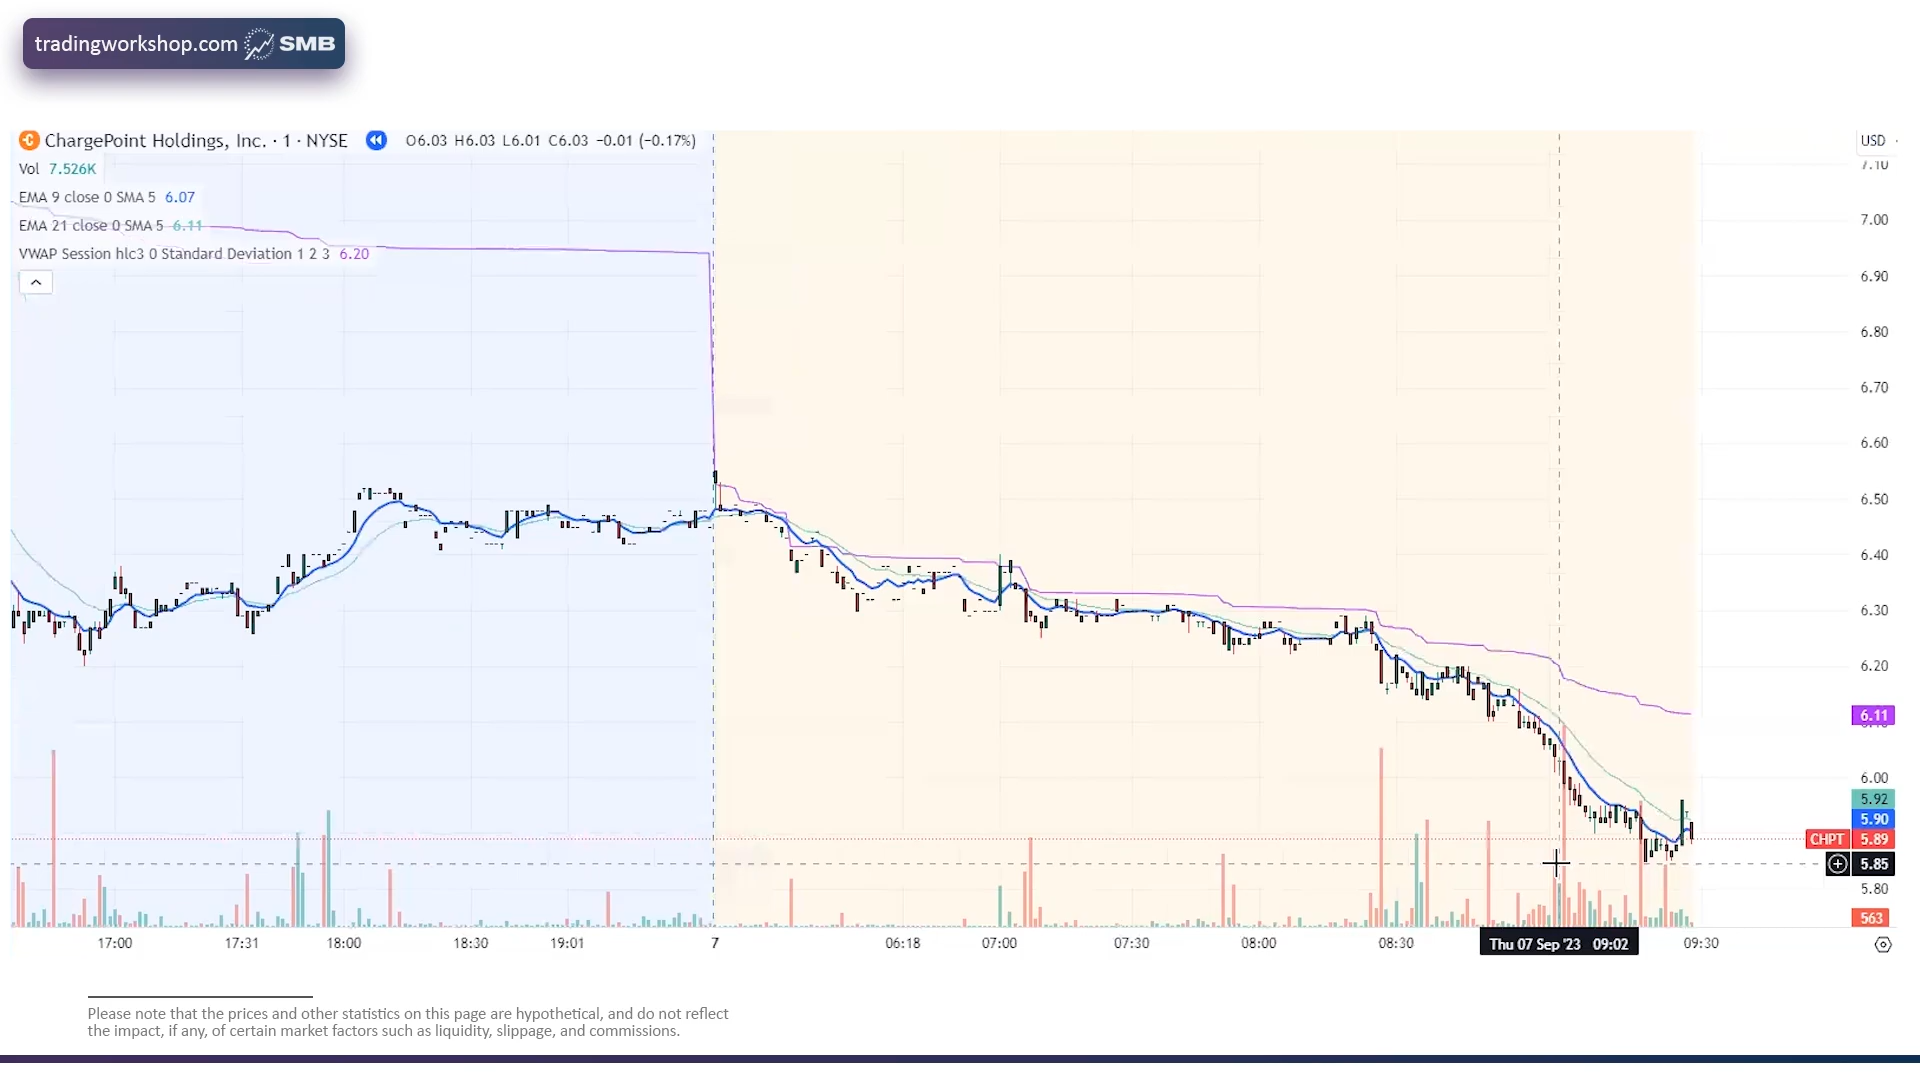 tradingworkshop.com SMB
ChargePoint Holdings, Inc. · 1 · NYSE O6.03 H6.03 L6.01 C6.03 −0.01 (−0.17%)
USD
Vol 7.526K
EMA 9 close 0 SMA 5 6.07
EMA 21 close 0 SMA 5 6.11
VWAP Session hlc3 0 Standard Deviation 1 2 3 6.20
7.10
7.00
6.90
6.80
6.70
6.60
6.50
6.40
6.30
6.20
6.11
6.00
5.92
5.90
CHPT 5.89
5.85
5.80
563
17:00 17:31 18:00 18:30 19:01 7 06:18 07:00 07:30 08:00 08:30 Thu 07 Sep '23 09:02 09:30
Please note that the prices and other statistics on this page are hypothetical, and do not reflect
the impact, if any, of certain market factors such as liquidity, slippage, and commissions.